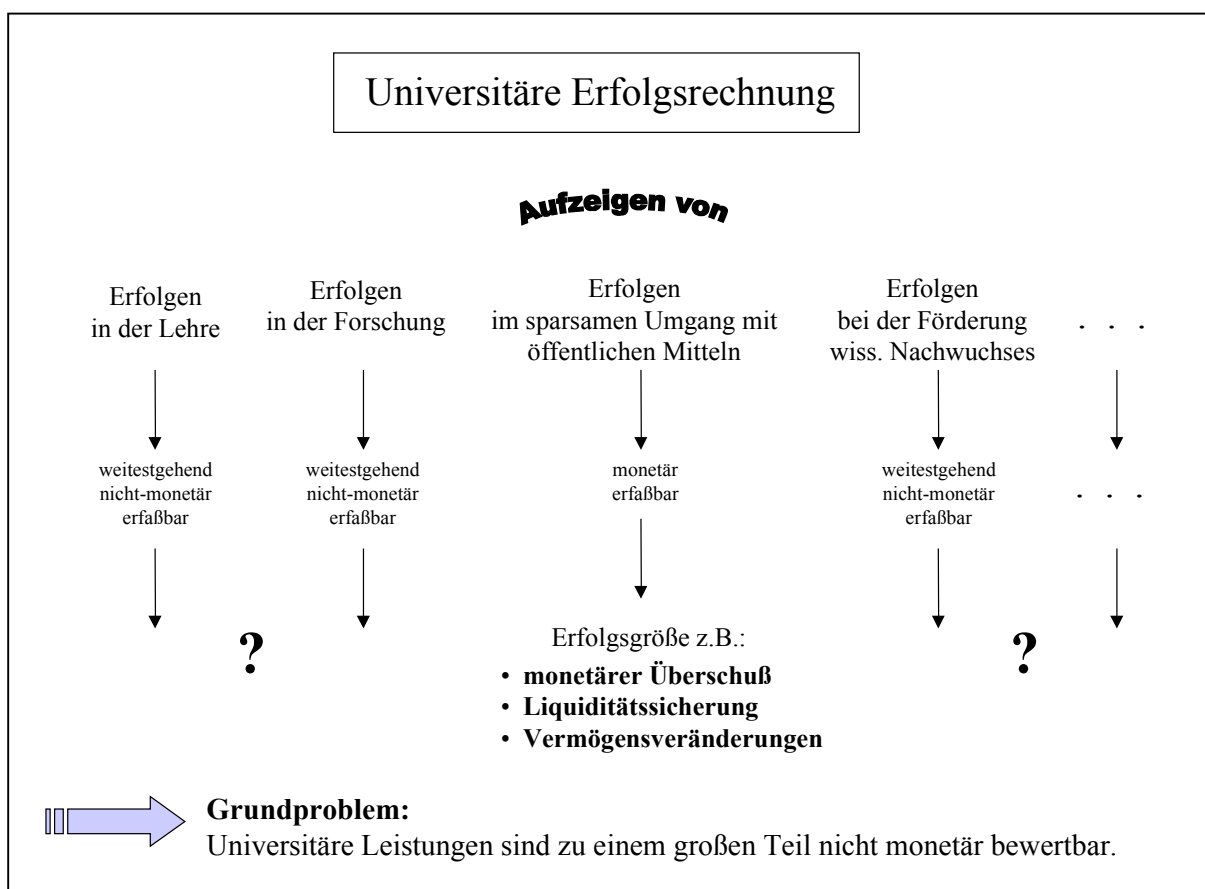 Universitäre Erfolgsrechnung
Aufzeigen von
Erfolgen
in der Lehre
Erfolgen
in der Forschung
Erfolgen
im sparsamen Umgang mit
öffentlichen Mitteln
Erfolgen
bei der Förderung
wiss. Nachwuchses
. . .
weitestgehend
nicht-monetär
erfaßbar
weitestgehend
nicht-monetär
erfaßbar
monetär
erfaßbar
weitestgehend
nicht-monetär
erfaßbar
. . .
?
Erfolgsgröße z.B.:
• monetärer Überschuß
• Liquiditätssicherung
• Vermögensveränderungen
?
Grundproblem:
Universitäre Leistungen sind zu einem großen Teil nicht monetär bewertbar.